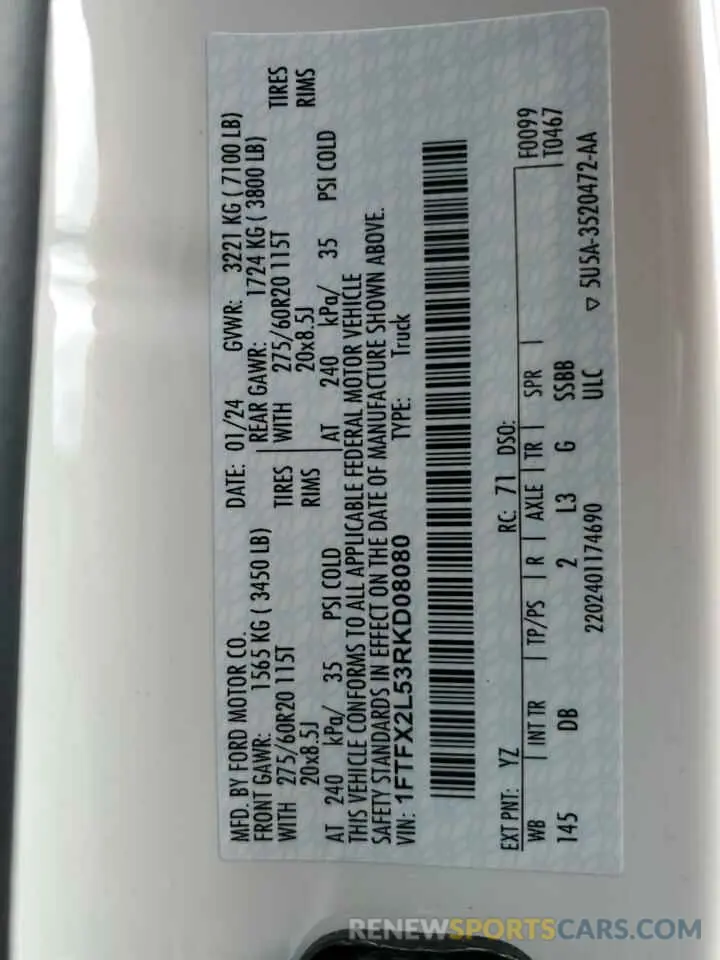 MFD. BY FORD MOTOR CO. DATE: 01/24 GVWR: 3221 KG ( 7100 LB)
FRONT GAWR: 1565 KG ( 3450 LB) REAR GAWR: 1724 KG ( 3800 LB)
WITH 275/60R20 115T TIRES WITH 275/60R20 115T TIRES
20x8.5J RIMS 20x8.5J RIMS
AT 240 kPa/ 35 PSI COLD AT 240 kPa/ 35 PSI COLD
THIS VEHICLE CONFORMS TO ALL APPLICABLE FEDERAL MOTOR VEHICLE
SAFETY STANDARDS IN EFFECT ON THE DATE OF MANUFACTURE SHOWN ABOVE.
VIN: 1FTFX2L53RKD08080 TYPE: Truck
EXT PNT: YZ RC: 71 DSO: F0099
WB INT TR TP/PS R AXLE TR SPR T0467
145 DB 2 L3 G SSBB
2202401174690 ULC ▽ 5U5A-3520472-AA
RENEWSPORTSCARS.COM